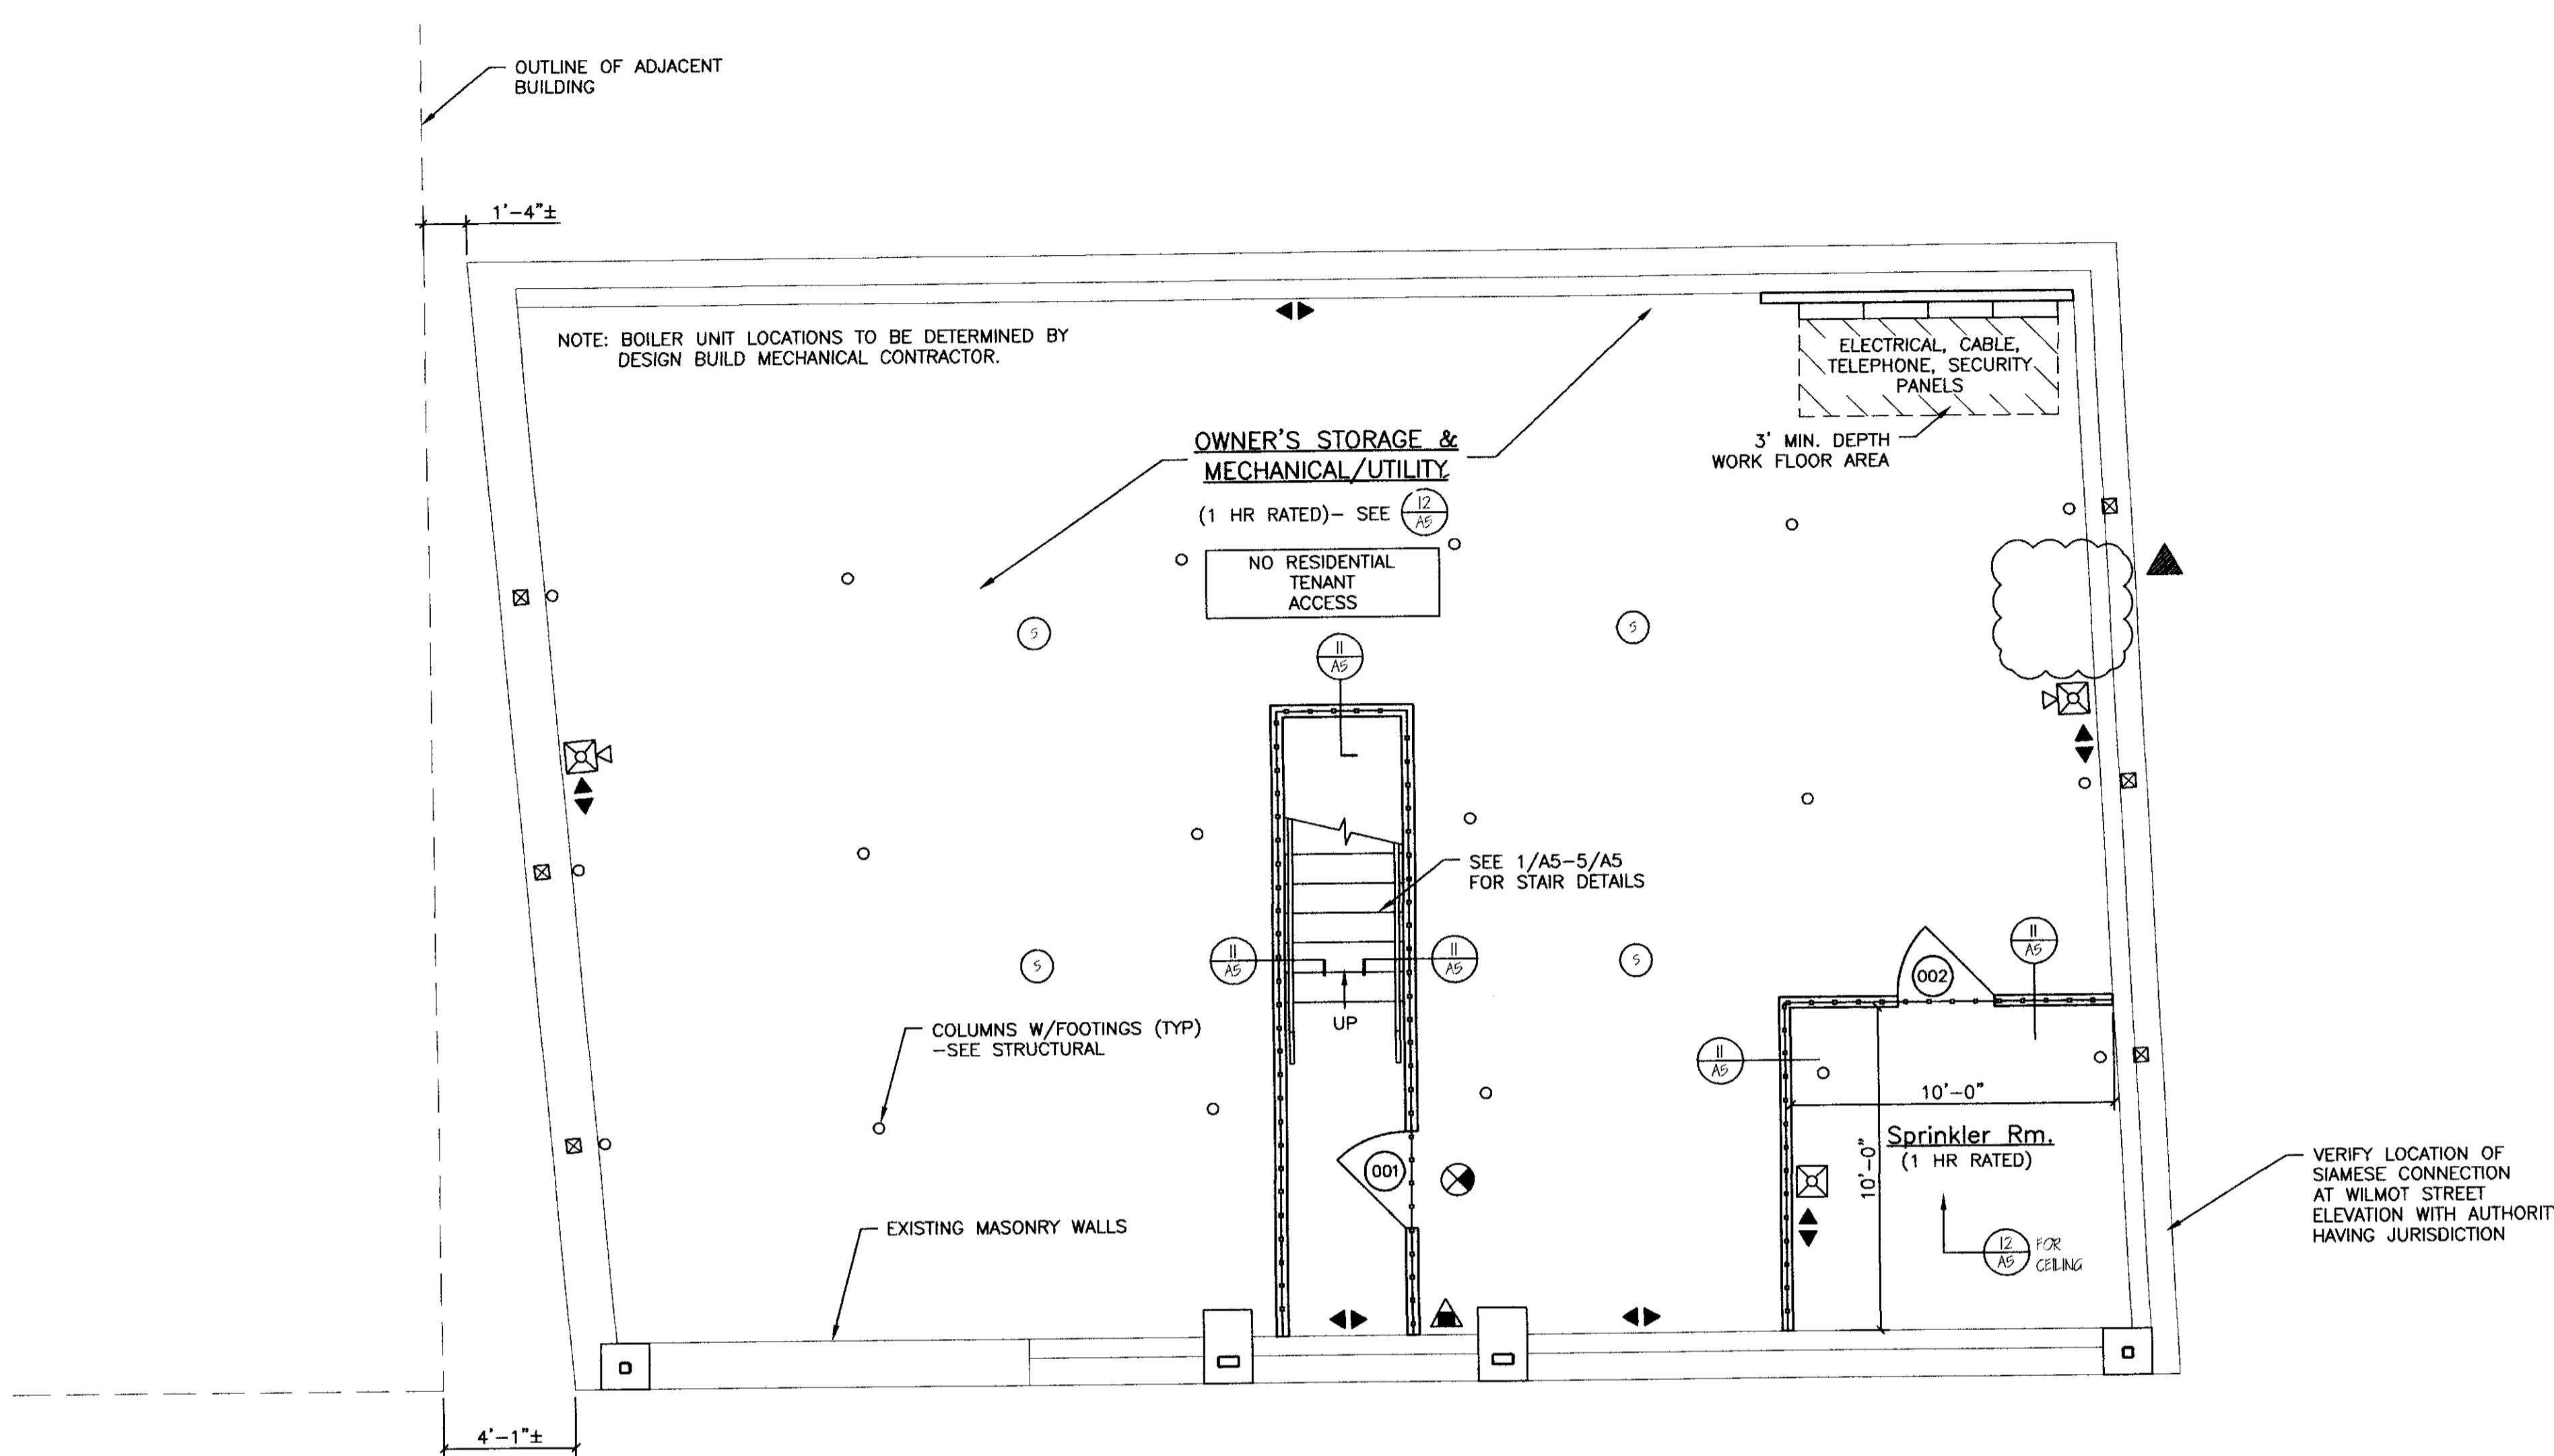 OUTLINE OF ADJACENT
BUILDING
1'-4"±
NOTE: BOILER UNIT LOCATIONS TO BE DETERMINED BY
DESIGN BUILD MECHANICAL CONTRACTOR.
ELECTRICAL, CABLE,
TELEPHONE, SECURITY
PANELS
3' MIN. DEPTH
WORK FLOOR AREA
OWNER'S STORAGE &
MECHANICAL/UTILITY
(1 HR RATED)- SEE
12
A5
NO RESIDENTIAL
TENANT
ACCESS
S
S
11
A5
SEE 1/A5-5/A5
FOR STAIR DETAILS
11
A5
11
A5
S
S
UP
002
11
A5
COLUMNS W/FOOTINGS (TYP)
-SEE STRUCTURAL
11
A5
10'-0"
10'-0"
Sprinkler Rm.
(1 HR RATED)
001
12
A5
FOR
CEILING
EXISTING MASONRY WALLS
VERIFY LOCATION OF
SIAMESE CONNECTION
AT WILMOT STREET
ELEVATION WITH AUTHORIT
HAVING JURISDICTION
4'-1"±